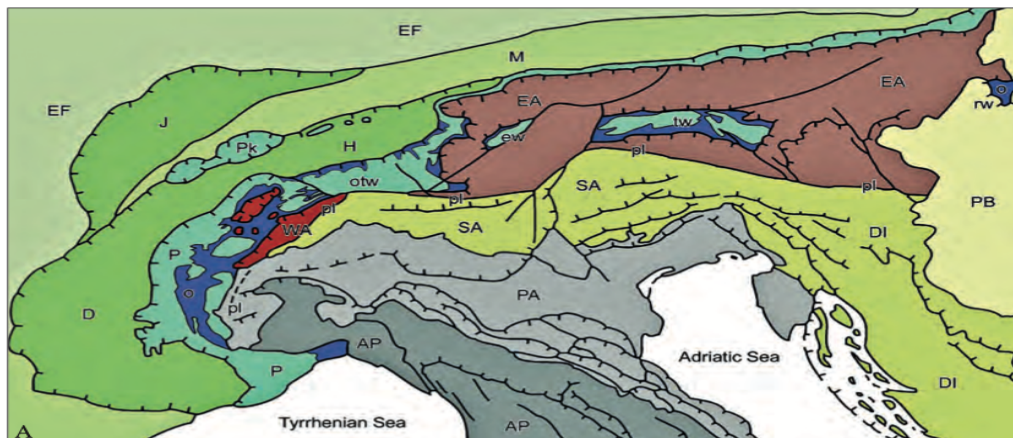 EF
M
EF
J
EA
EA
o
rw
Pk
H
ew
tw
pl
otw
pl
pl
pl
SA
WA
SA
PB
P
DI
o
pl
PA
D
AP
Adriatic Sea
P
DI
Tyrrhenian Sea
AP
A